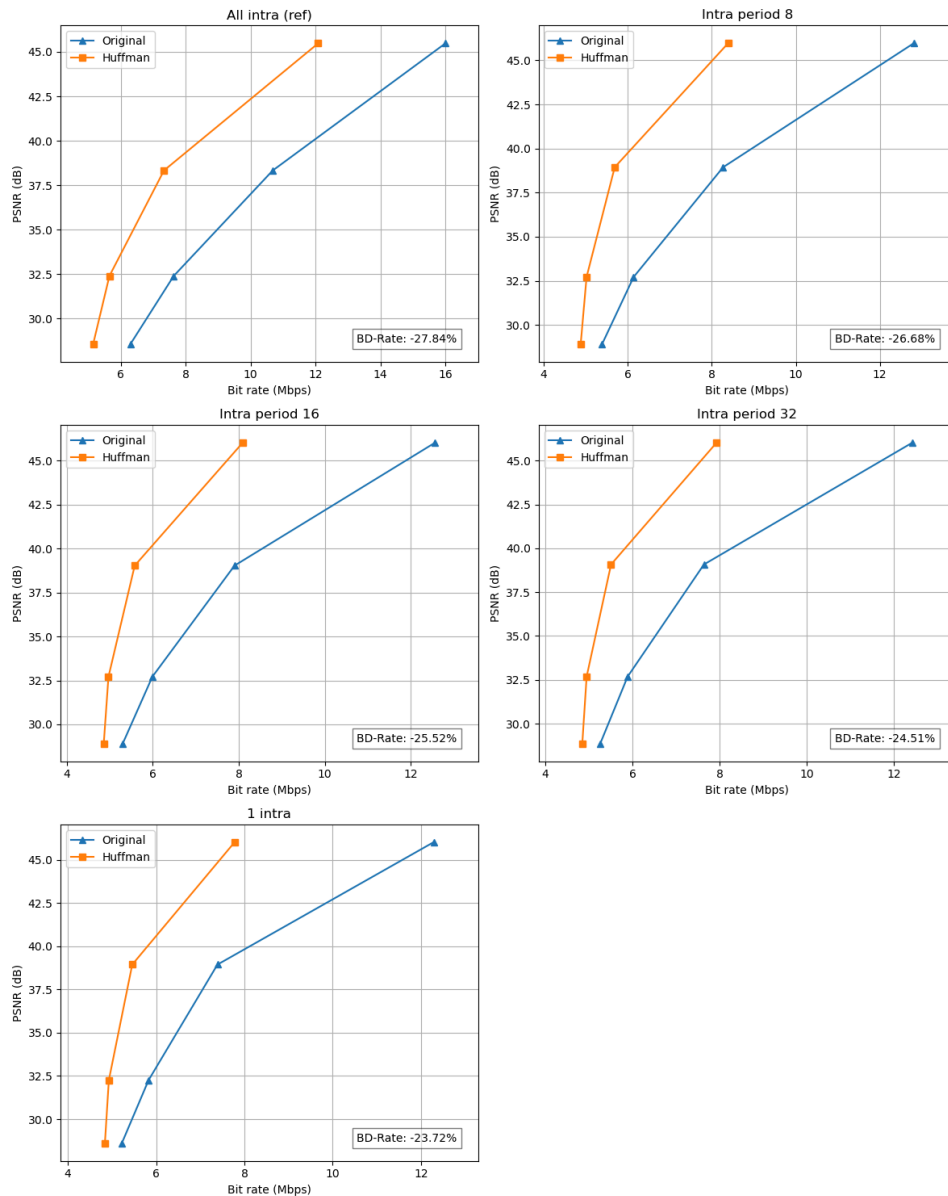 All intra (ref)
Original
Huffman
45.0
42.5
40.0
37.5
35.0
32.5
30.0
PSNR (dB)
BD-Rate: -27.84%
6 8 10 12 14 16
Bit rate (Mbps)
Intra period 8
Original
Huffman
45.0
42.5
40.0
37.5
35.0
32.5
30.0
PSNR (dB)
BD-Rate: -26.68%
4 6 8 10 12
Bit rate (Mbps)
Intra period 16
Original
Huffman
45.0
42.5
40.0
37.5
35.0
32.5
30.0
PSNR (dB)
BD-Rate: -25.52%
4 6 8 10 12
Bit rate (Mbps)
Intra period 32
Original
Huffman
45.0
42.5
40.0
37.5
35.0
32.5
30.0
PSNR (dB)
BD-Rate: -24.51%
4 6 8 10 12
Bit rate (Mbps)
1 intra
Original
Huffman
45.0
42.5
40.0
37.5
35.0
32.5
30.0
PSNR (dB)
BD-Rate: -23.72%
4 6 8 10 12
Bit rate (Mbps)